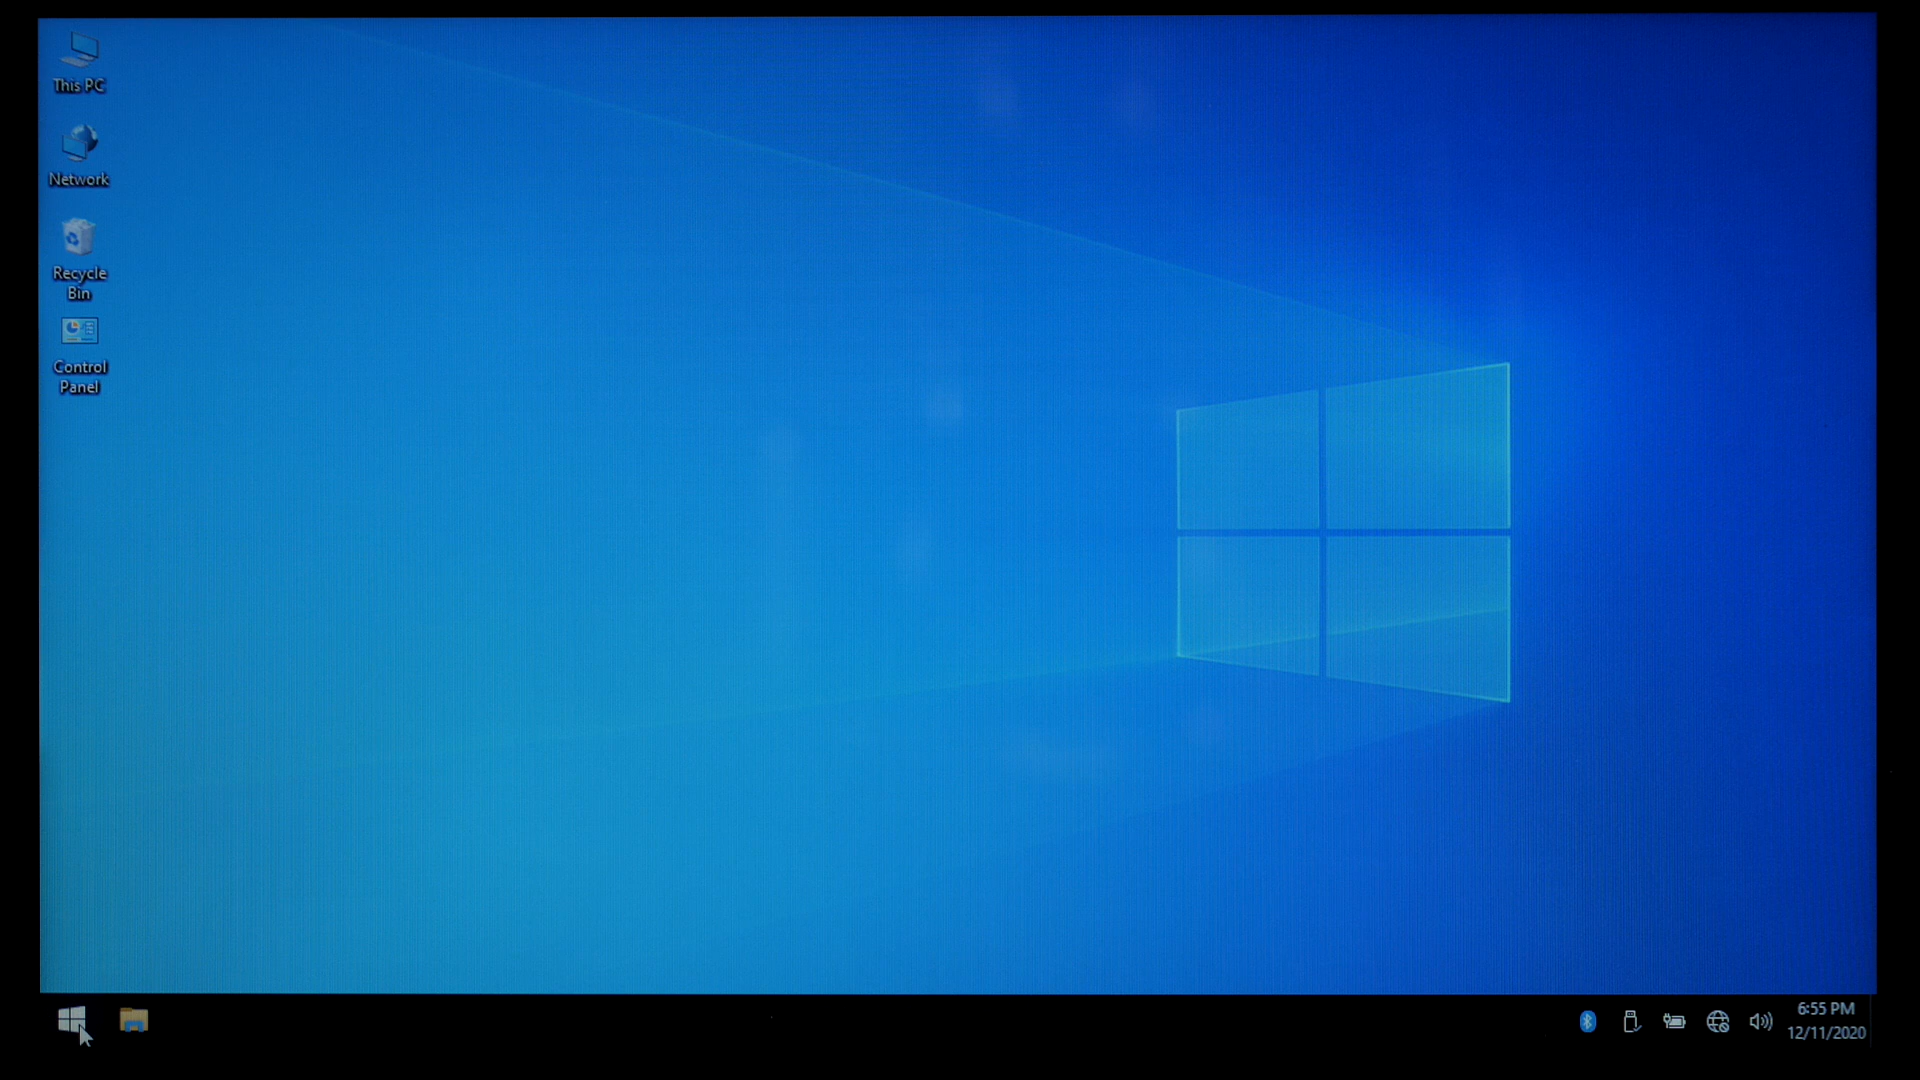 This PC
Network
Recycle
Bin
Control
Panel
6:55 PM
12/11/2020